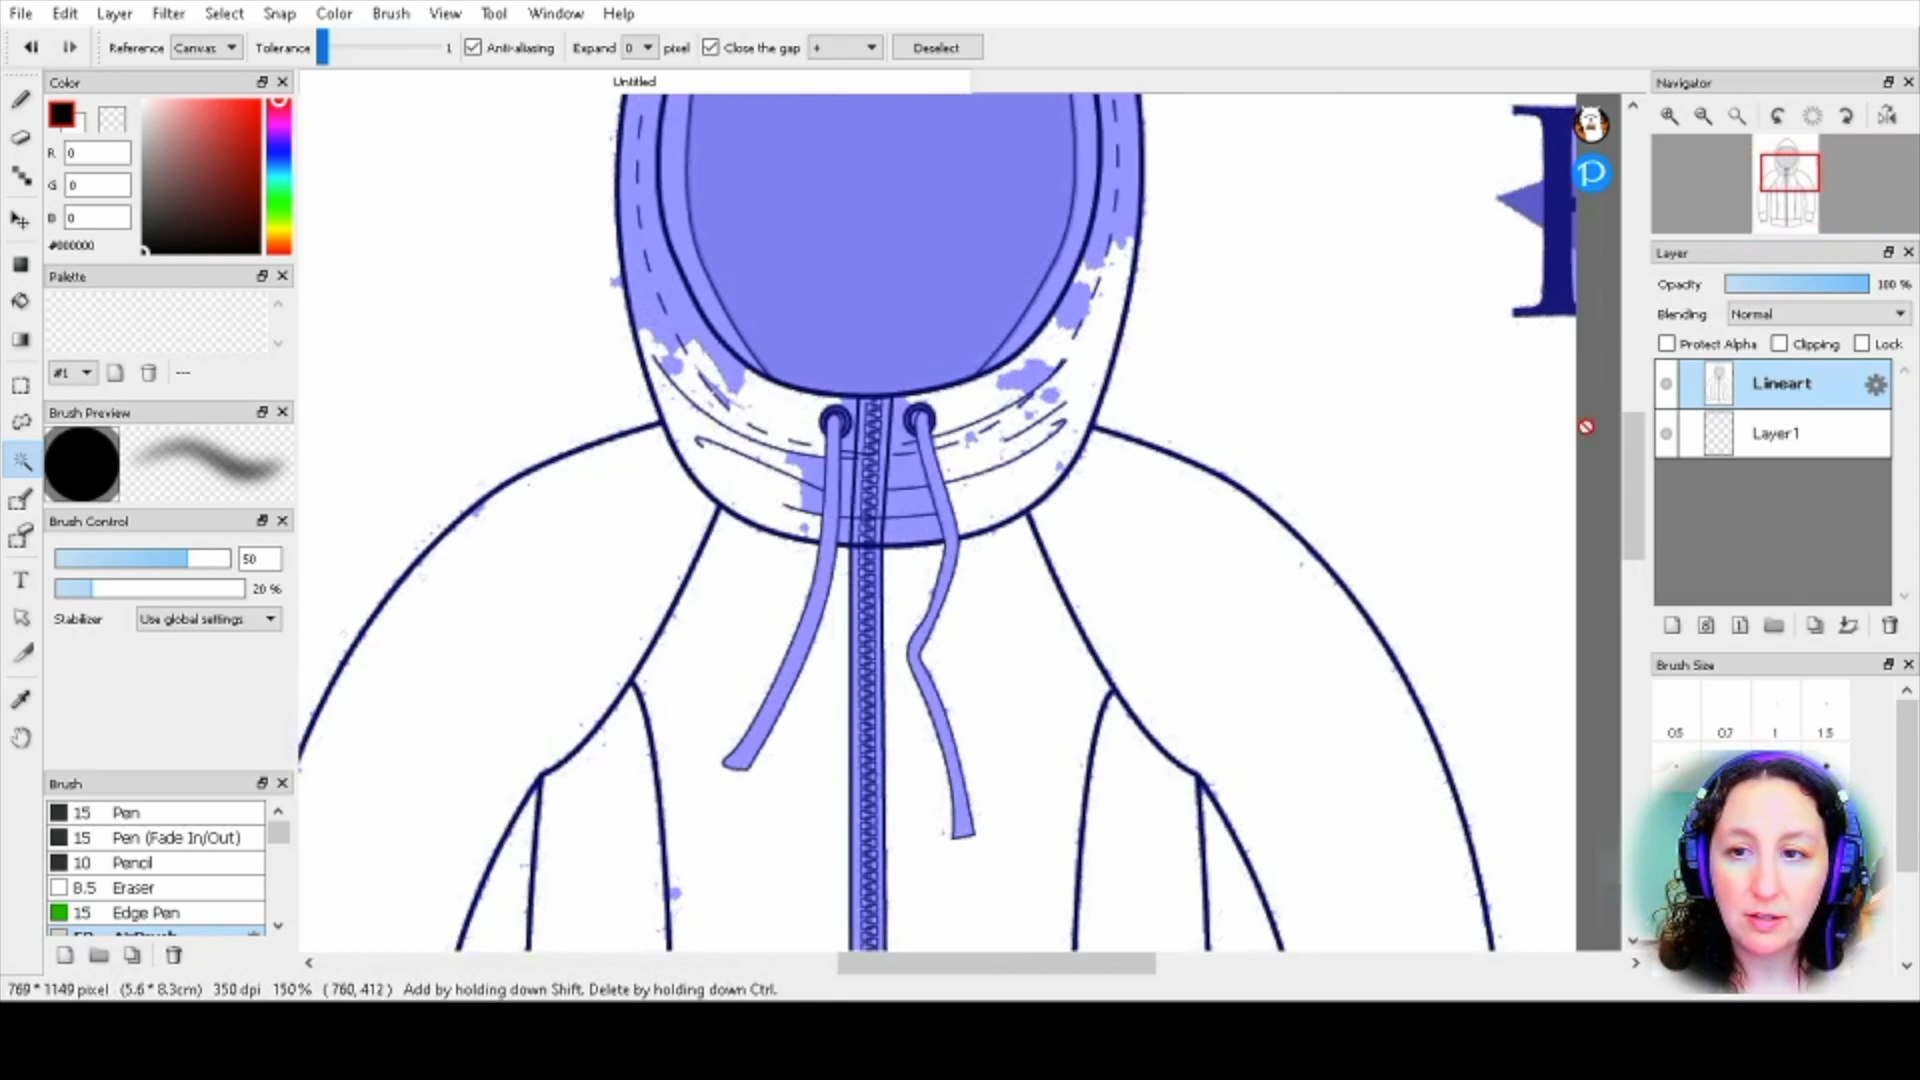 File Edit Layer Filter Select Snap Color Brush View Tool Window Help
Reference Canvas Tolerance 1 Anti-aliasing Expand 0 pixel Close the gap + Deselect
Color
Untitled
Navigator
R 0
G 0
B 0
#000000
Palette
#1 ---
Brush Preview
Brush Control
50
20 %
Stabilizer Use global settings
Brush
15 Pen
15 Pen (Fade In/Out)
10 Pencil
8.5 Eraser
15 Edge Pen
Layer
Opacity 100 %
Blending Normal
Protect Alpha Clipping Lock
Lineart
Layer1
Brush Size
0.5 0.7 1 1.5
T
P
769 * 1149 pixel (5.6 * 8.3cm) 350 dpi 150 % ( 760, 412 ) Add by holding down Shift. Delete by holding down Ctrl.